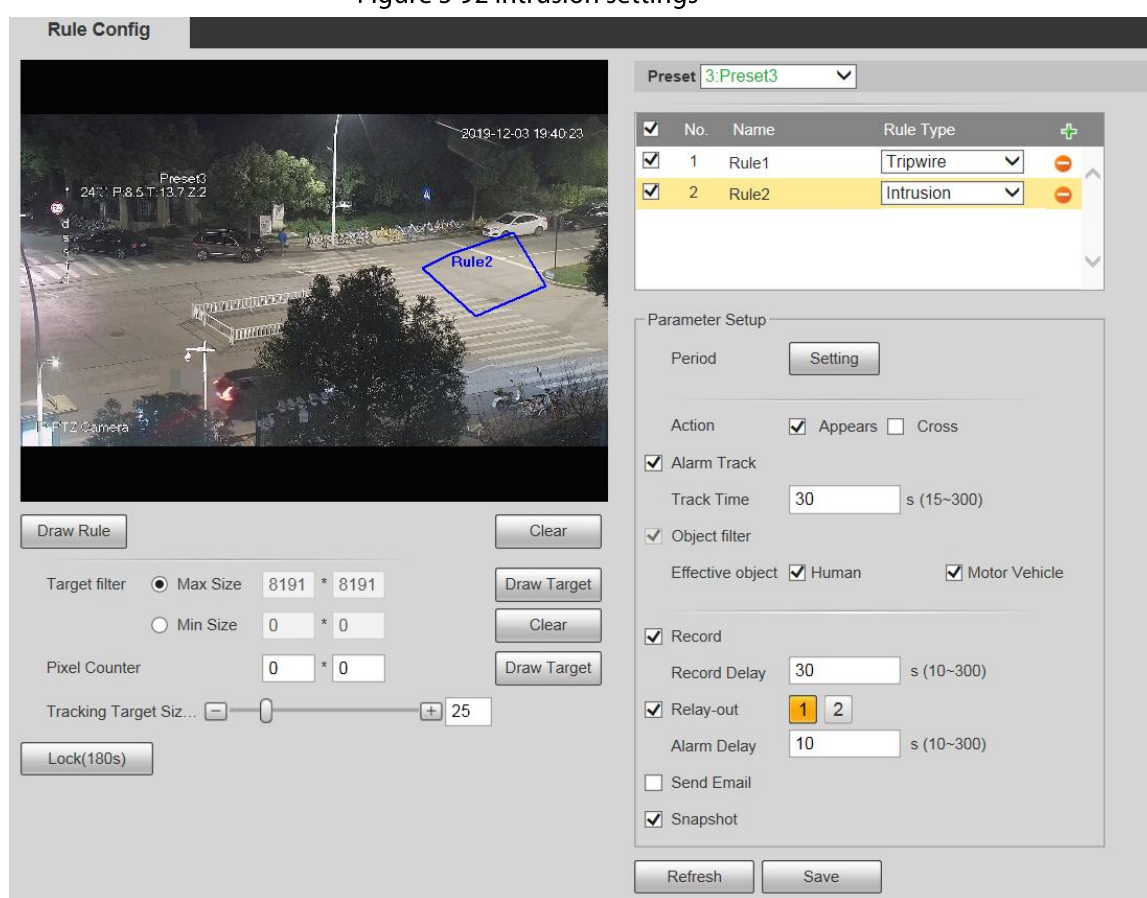 Rule Config
2019-12-03 19:40:23
Preset3
P:8.5 T:13.7 Z:2
Rule2
PTZ Camera
Draw Rule
Clear
Target filter Max Size 8191 * 8191 Draw Target
Min Size 0 * 0 Clear
Pixel Counter 0 * 0 Draw Target
Tracking Target Siz... 25
Lock(180s)
Preset 3:Preset3
No. Name Rule Type
1 Rule1 Tripwire
2 Rule2 Intrusion
Parameter Setup
Period Setting
Action Appears Cross
Alarm Track
Track Time 30 s (15~300)
Object filter
Effective object Human Motor Vehicle
Record
Record Delay 30 s (10~300)
Relay-out 1 2
Alarm Delay 10 s (10~300)
Send Email
Snapshot
Refresh Save